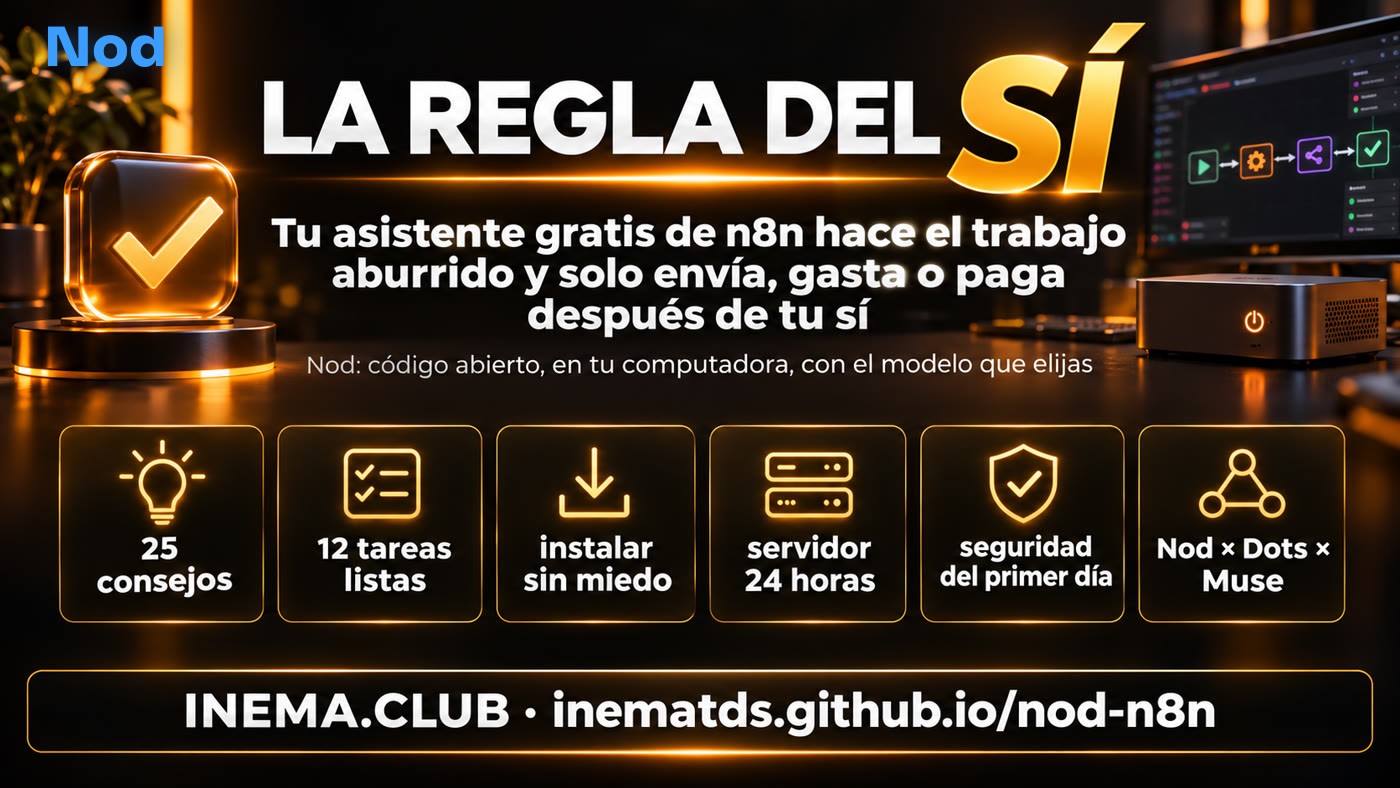 Nod
LA REGLA DEL SÍ
Tu asistente gratis de n8n hace el trabajo
aburrido y solo envía, gasta o paga
después de tu sí
Nod: código abierto, en tu computadora, con el modelo que elijas
25
consejos
12 tareas
listas
instalar
sin miedo
servidor
24 horas
seguridad
del primer día
Nod × Dots ×
Muse
INEMA.CLUB · inematds.github.io/nod-n8n